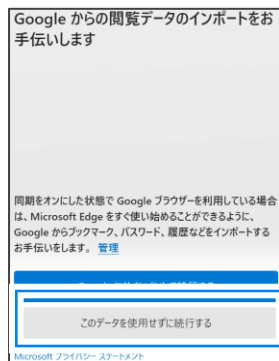 Google からの閲覧データのインポートをお
手伝いします
同期をオンにした状態で Google ブラウザーを利用している場合
は、Microsoft Edge をすぐ使い始めることができるように、
Google からブックマーク、パスワード、履歴などをインポートする
お手伝いをします。 管理
このデータを使用せずに続行する
Microsoft プライバシー ステートメント